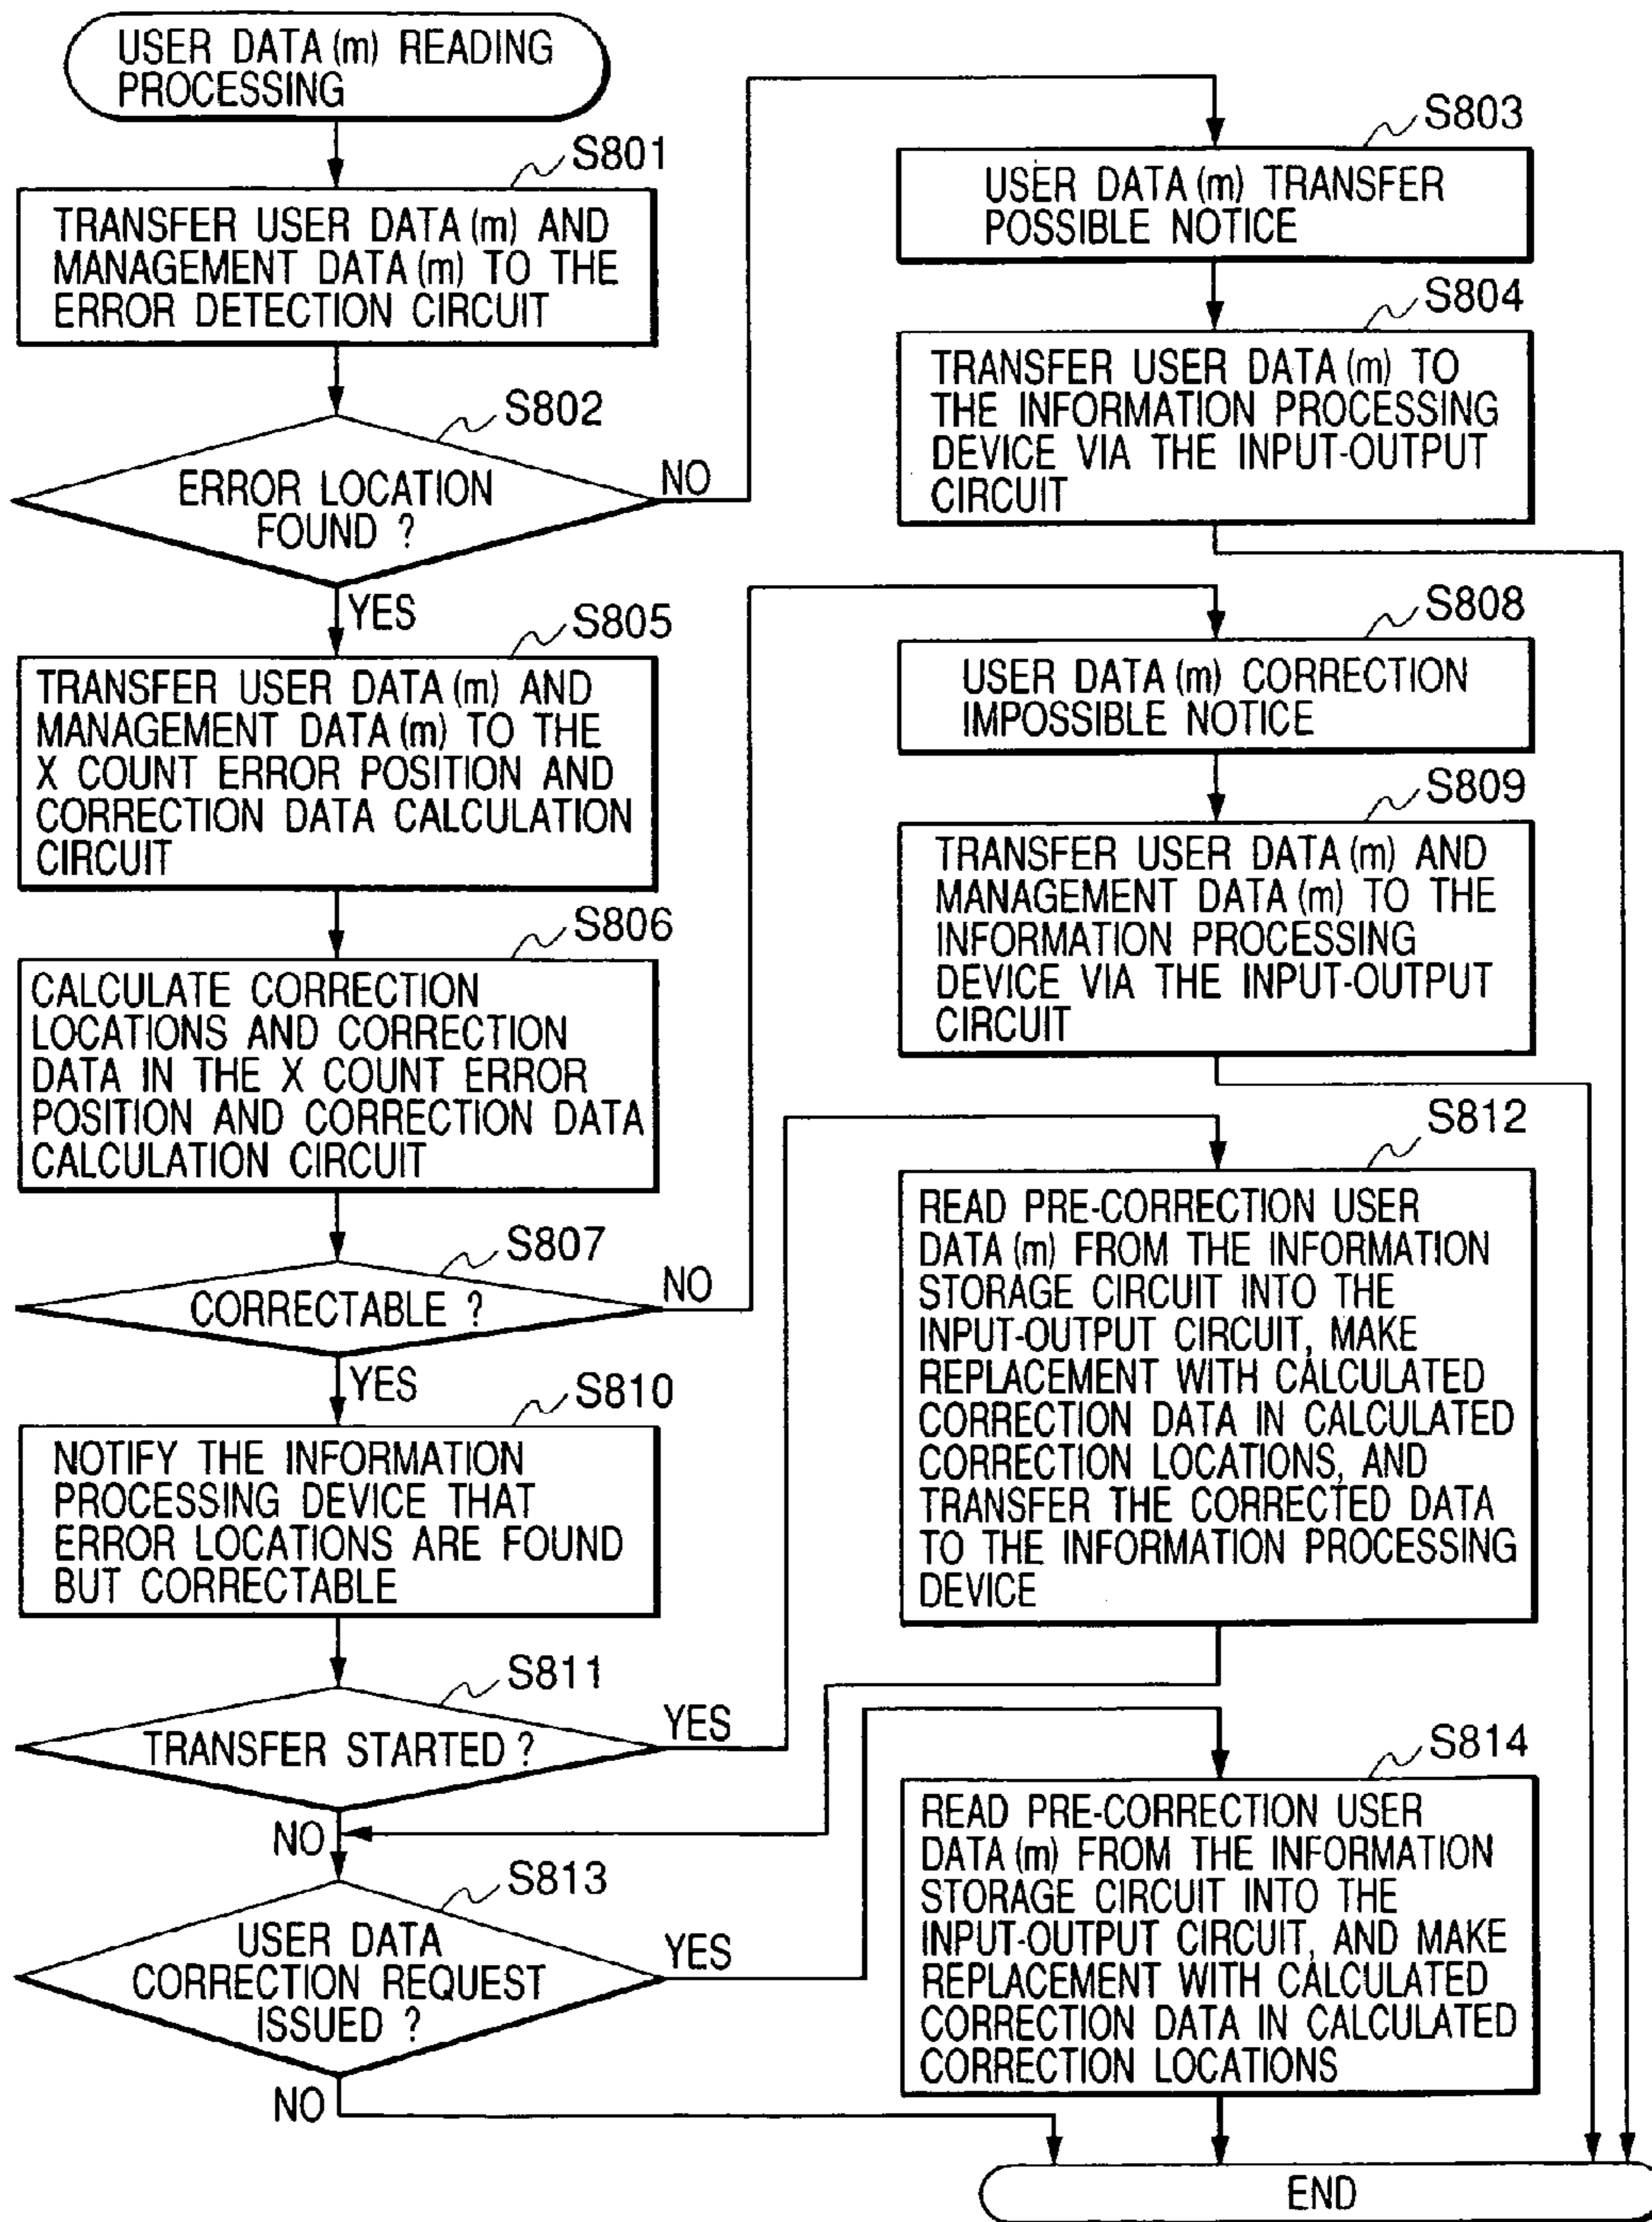 USER DATA (m) READING
PROCESSING
S801
TRANSFER USER DATA (m) AND
MANAGEMENT DATA (m) TO THE
ERROR DETECTION CIRCUIT
S802
ERROR LOCATION
FOUND ?
NO
YES
S803
USER DATA (m) TRANSFER
POSSIBLE NOTICE
S804
TRANSFER USER DATA (m) TO
THE INFORMATION PROCESSING
DEVICE VIA THE INPUT-OUTPUT
CIRCUIT
S805
TRANSFER USER DATA (m) AND
MANAGEMENT DATA (m) TO THE
X COUNT ERROR POSITION AND
CORRECTION DATA CALCULATION
CIRCUIT
S806
CALCULATE CORRECTION
LOCATIONS AND CORRECTION
DATA IN THE X COUNT ERROR
POSITION AND CORRECTION DATA
CALCULATION CIRCUIT
S807
CORRECTABLE ?
NO
YES
S808
USER DATA (m) CORRECTION
IMPOSSIBLE NOTICE
S809
TRANSFER USER DATA (m) AND
MANAGEMENT DATA (m) TO THE
INFORMATION PROCESSING
DEVICE VIA THE INPUT-OUTPUT
CIRCUIT
S810
NOTIFY THE INFORMATION
PROCESSING DEVICE THAT
ERROR LOCATIONS ARE FOUND
BUT CORRECTABLE
S811
TRANSFER STARTED ?
YES
NO
S812
READ PRE-CORRECTION USER
DATA (m) FROM THE INFORMATION
STORAGE CIRCUIT INTO THE
INPUT-OUTPUT CIRCUIT, MAKE
REPLACEMENT WITH CALCULATED
CORRECTION DATA IN CALCULATED
CORRECTION LOCATIONS, AND
TRANSFER THE CORRECTED DATA
TO THE INFORMATION PROCESSING
DEVICE
S813
USER DATA
CORRECTION REQUEST
ISSUED ?
YES
NO
S814
READ PRE-CORRECTION USER
DATA (m) FROM THE INFORMATION
STORAGE CIRCUIT INTO THE
INPUT-OUTPUT CIRCUIT, AND MAKE
REPLACEMENT WITH CALCULATED
CORRECTION DATA IN CALCULATED
CORRECTION LOCATIONS
END